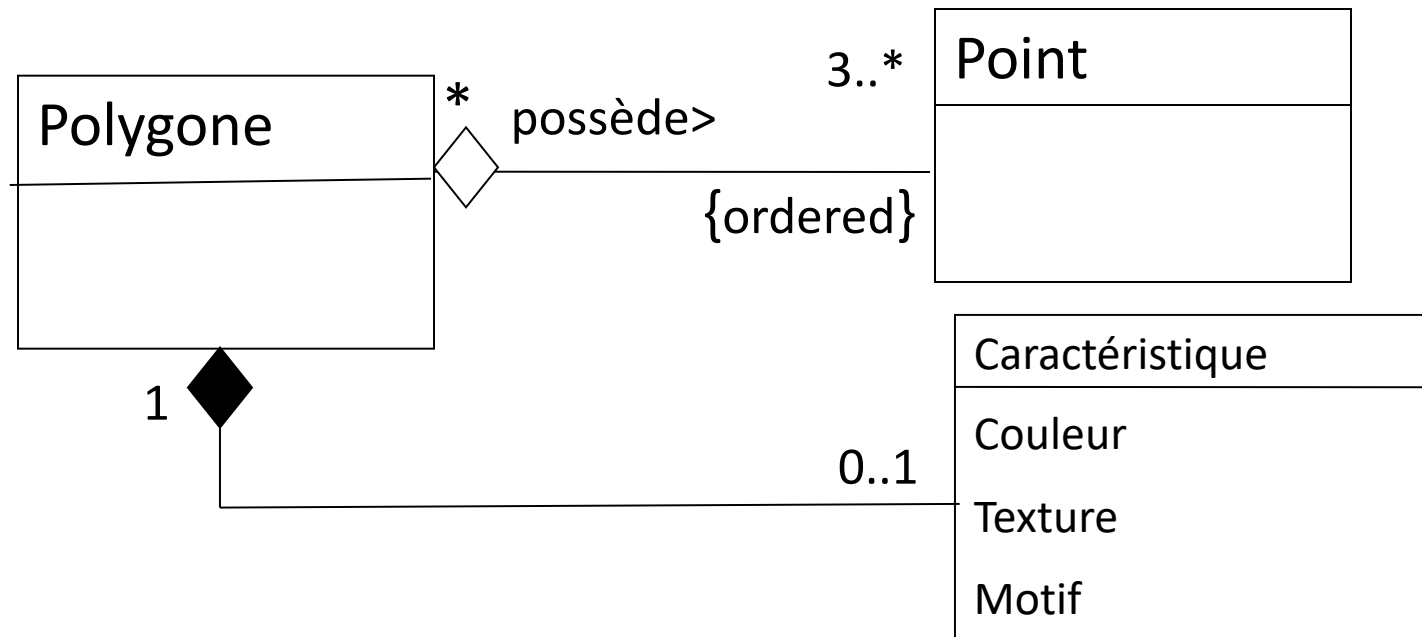 Polygone
*
possède>
3..*
{ordered}
Point
1
0..1
Caractéristique
Couleur
Texture
Motif